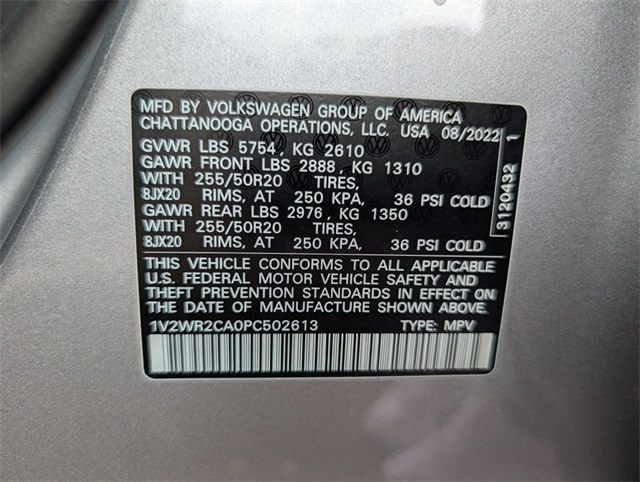 MFD BY VOLKSWAGEN GROUP OF AMERICA
CHATTANOOGA OPERATIONS, LLC. USA 08/2022
GVWR LBS 5754, KG 2610
GAWR FRONT LBS 2888, KG 1310
WITH 255/50R20 TIRES,
8JX20 RIMS, AT 250 KPA, 36 PSI COLD
GAWR REAR LBS 2976, KG 1350
WITH 255/50R20 TIRES,
8JX20 RIMS, AT 250 KPA, 36 PSI COLD
THIS VEHICLE CONFORMS TO ALL APPLICABLE
U.S. FEDERAL MOTOR VEHICLE SAFETY AND
THEFT PREVENTION STANDARDS IN EFFECT ON
THE DATE OF MANUFACTURE SHOWN ABOVE.
1V2WR2CA0PC502613 TYPE: MPV
3120432 1